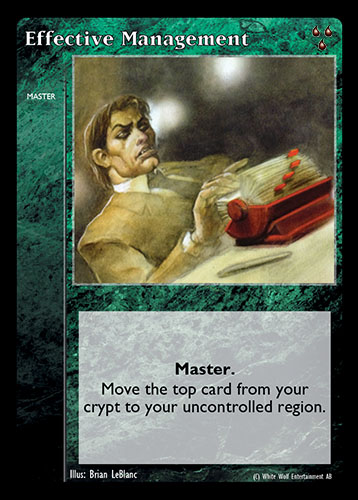 Effective Management
MASTER
Master.
Move the top card from your
crypt to your uncontrolled region.
Illus: Brian LeBlanc
(C) White Wolf Entertainment AB